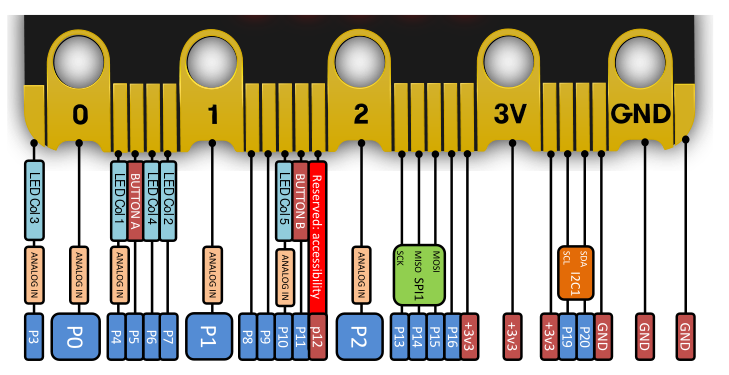 0
1
2
3V
GND
LED Col 3
LED Col 1
BUTTON A
LED Col 4
LED Col 2
LED Col 5
BUTTON B
Reserved: accessibility
ANALOG IN
ANALOG IN
ANALOG IN
ANALOG IN
ANALOG IN
ANALOG IN
SCK
MISO
MOSI
SPI1
SCL
SDA
I2C1
P3
P0
P4
P5
P6
P7
P1
P8
P9
P10
P11
p12
P2
P13
P14
P15
P16
+3v3
+3v3
+3v3
P19
P20
GND
GND
GND